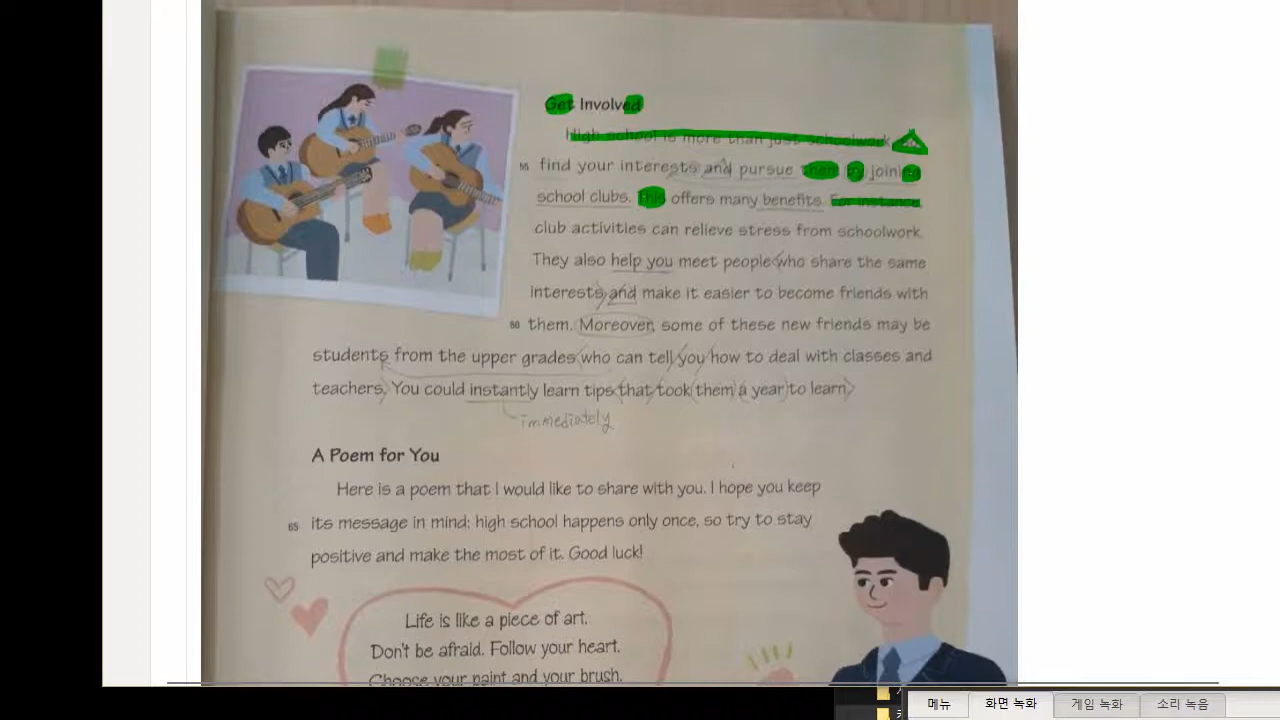 Get Involved
High school is more than just schoolwork
55 find your interests and pursue them by joining
school clubs. This offers many benefits. For instance
club activities can relieve stress from schoolwork.
They also help you meet people who share the same
interests and make it easier to become friends with
60 them. Moreover, some of these new friends may be
students from the upper grades who can tell you how to deal with classes and
teachers. You could instantly learn tips that took them a year to learn.
immediately
A Poem for You
Here is a poem that I would like to share with you. I hope you keep
65 its message in mind: high school happens only once, so try to stay
positive and make the most of it. Good luck!
Life is like a piece of art.
Don't be afraid. Follow your heart.
Choose your paint and your brush.
메뉴 화면 녹화 게임 녹화 소리 녹음